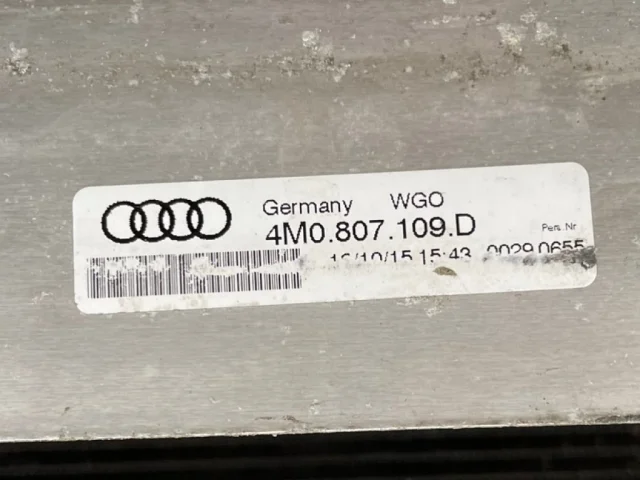 Germany WGO
4M0.807.109.D
Pers. Nr
16/10/15 15:43 0029 0655